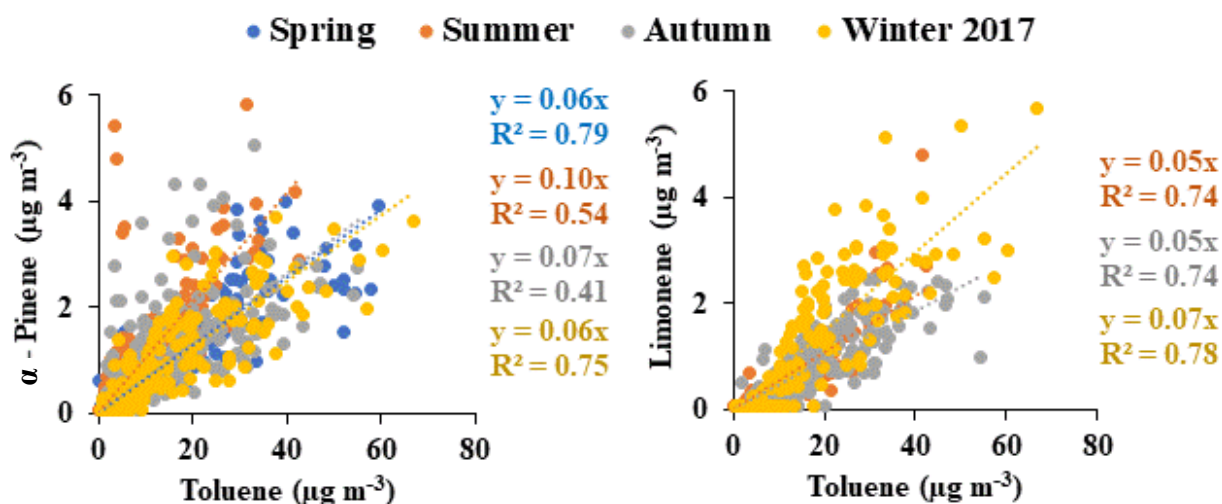 Spring Summer Autumn Winter 2017
α - Pinene (µg m⁻³)
6
4
2
0
0 20 40 60 80
Toluene (µg m⁻³)
y = 0.06x
R² = 0.79
y = 0.10x
R² = 0.54
y = 0.07x
R² = 0.41
y = 0.06x
R² = 0.75
Limonene (µg m⁻³)
6
4
2
0
0 20 40 60 80
Toluene (µg m⁻³)
y = 0.05x
R² = 0.74
y = 0.05x
R² = 0.74
y = 0.07x
R² = 0.78